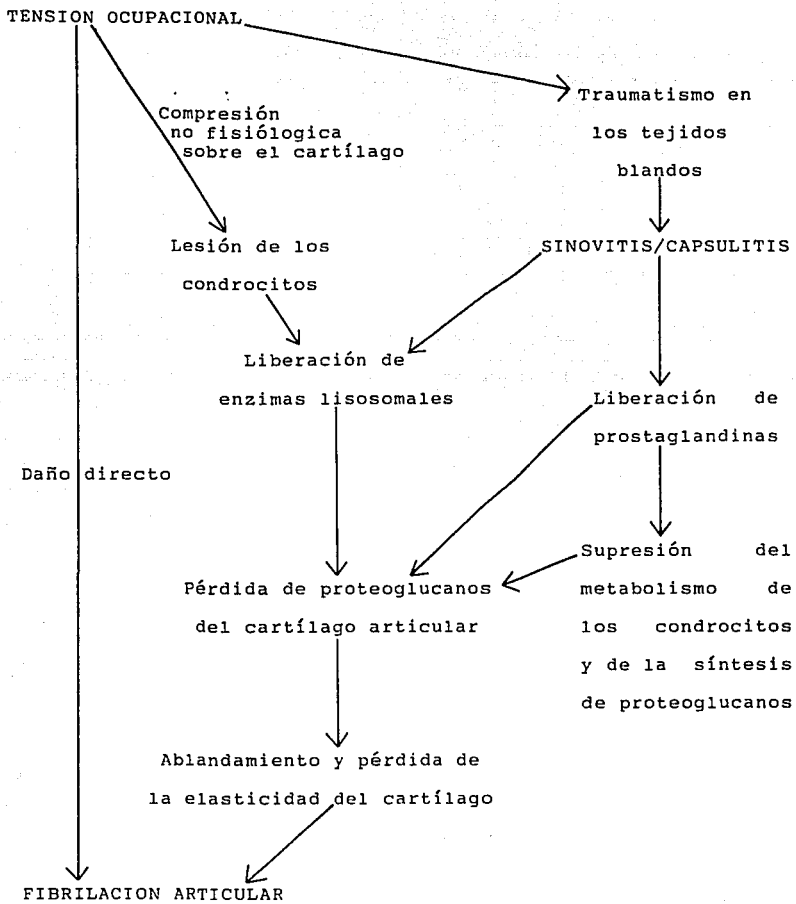 TENSION OCUPACIONAL
Traumatismo en
los tejidos
blandos
Compresión
no fisiólogica
sobre el cartílago
Lesión de los
condrocitos
SINOVITIS/CAPSULITIS
Liberación de
enzimas lisosomales
Liberación de
prostaglandinas
Daño directo
Supresión del
metabolismo de
los condrocitos
y de la síntesis
de proteoglucanos
Pérdida de proteoglucanos
del cartílago articular
Ablandamiento y pérdida de
la elasticidad del cartílago
FIBRILACION ARTICULAR